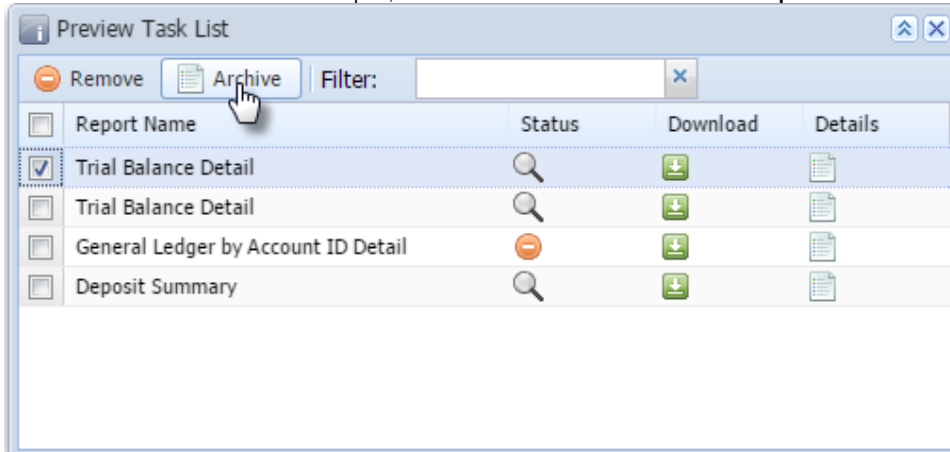 Preview Task List
Remove Archive Filter:
Report Name Status Download Details
Trial Balance Detail
Trial Balance Detail
General Ledger by Account ID Detail
Deposit Summary